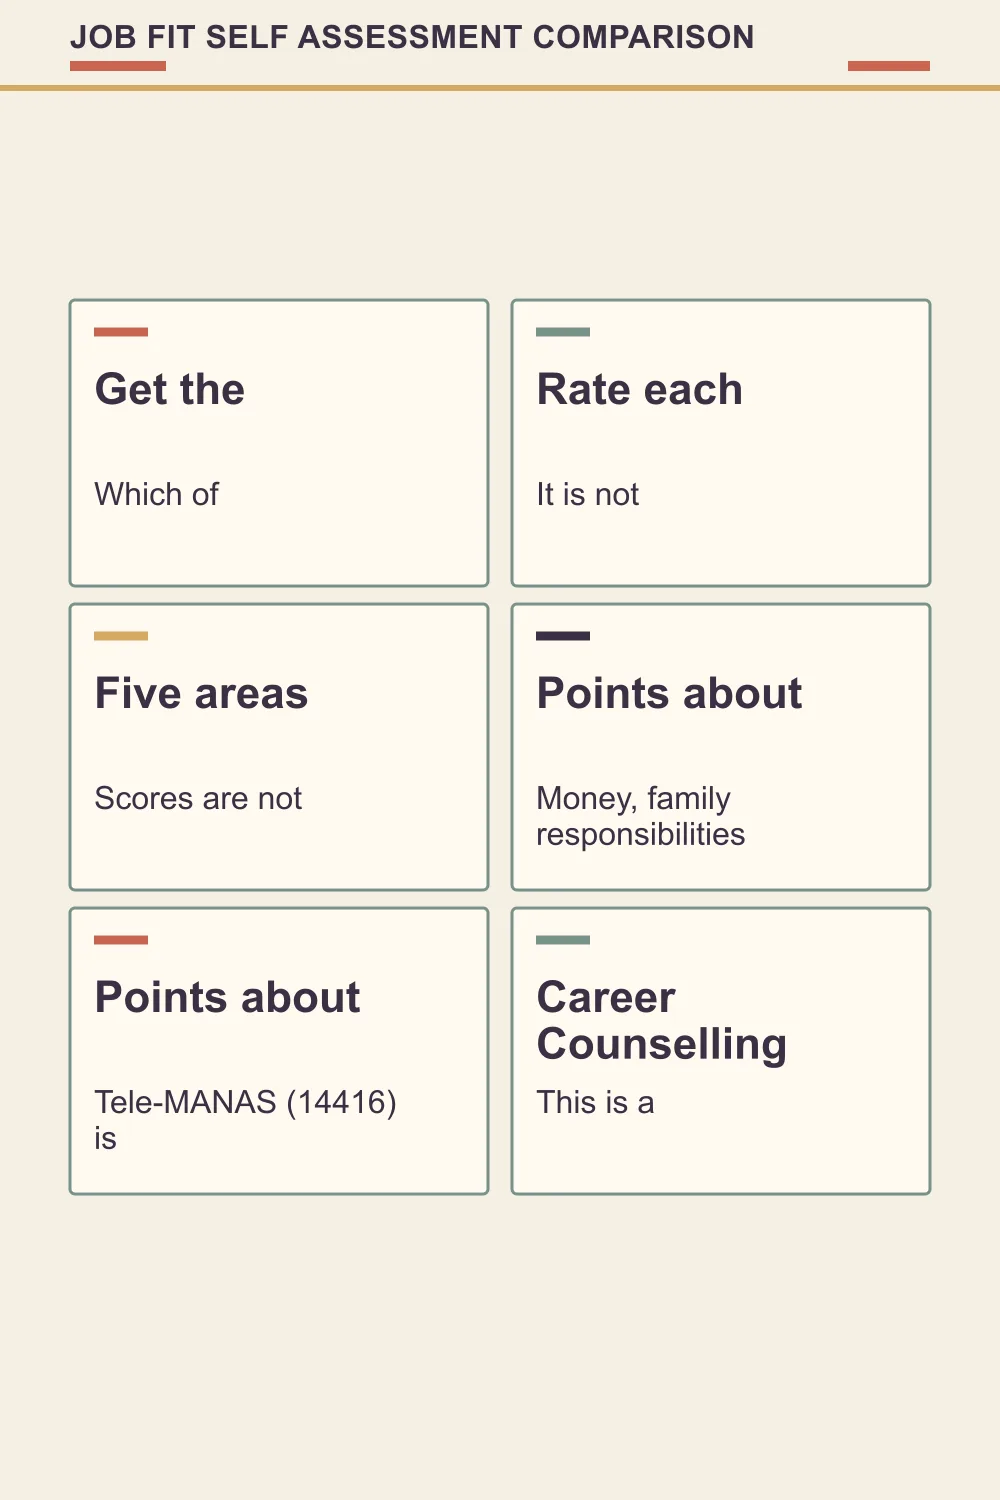 JOB FIT SELF ASSESSMENT COMPARISON
Get the
Which of
Rate each
It is not
Five areas
Scores are not
Points about
Money, family
responsibilities
Points about
Tele-MANAS (14416)
is
Career
Counselling
This is a